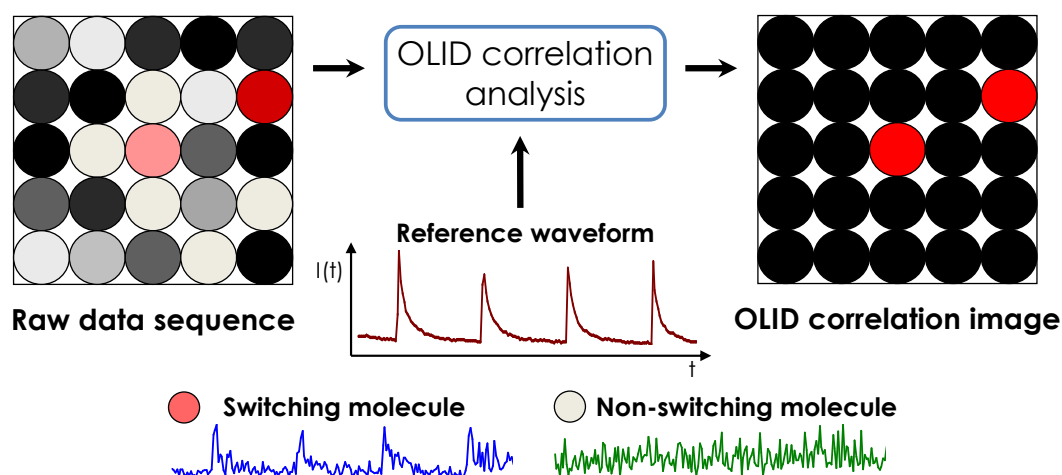 OLID correlation
analysis
Reference waveform
I(t)
t
Raw data sequence
OLID correlation image
Switching molecule
Non-switching molecule